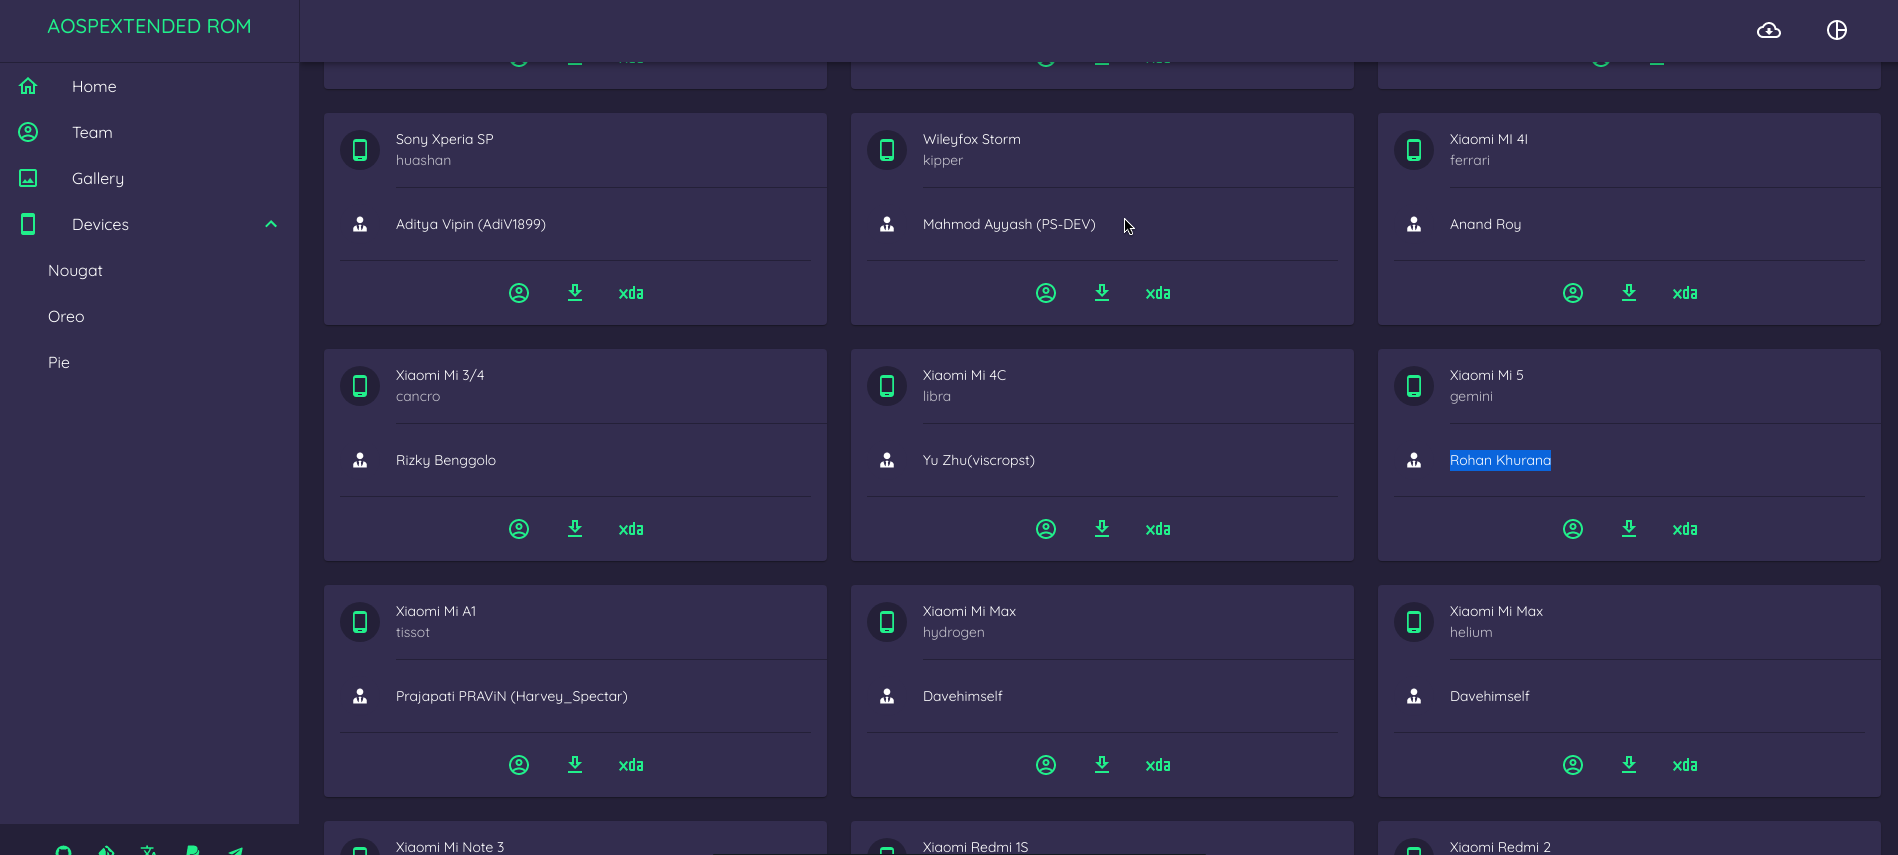 AOSPEXTENDED ROM
Home
Team
Gallery
Devices
Nougat
Oreo
Pie
Sony Xperia SP
huashan
Aditya Vipin (AdiV1899)
xda
Wileyfox Storm
kipper
Mahmod Ayyash (PS-DEV)
xda
Xiaomi MI 4I
ferrari
Anand Roy
xda
Xiaomi Mi 3/4
cancro
Rizky Benggolo
xda
Xiaomi Mi 4C
libra
Yu Zhu(viscropst)
xda
Xiaomi Mi 5
gemini
Rohan Khurana
xda
Xiaomi Mi A1
tissot
Prajapati PRAViN (Harvey_Spectar)
xda
Xiaomi Mi Max
hydrogen
Davehimself
xda
Xiaomi Mi Max
helium
Davehimself
xda
Xiaomi Mi Note 3
Xiaomi Redmi 1S
Xiaomi Redmi 2